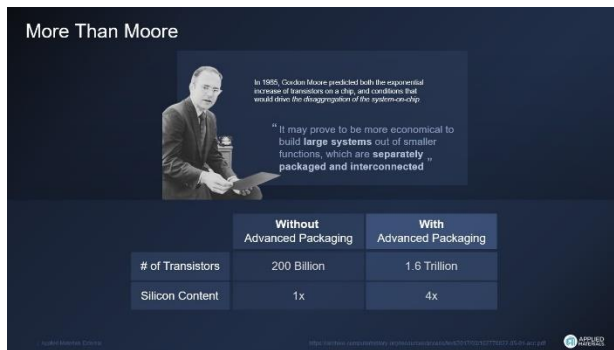 More Than Moore
In 1965, Gordon Moore predicted both the exponential
increase of transistors on a chip, and conditions that
would drive the disaggregation of the system-on-chip
“ It may prove to be more economical to
build large systems out of smaller
functions, which are separately
packaged and interconnected ”
Without
Advanced Packaging
With
Advanced Packaging
# of Transistors
200 Billion
1.6 Trillion
Silicon Content
1x
4x
Applied Materials External
APPLIED
MATERIALS